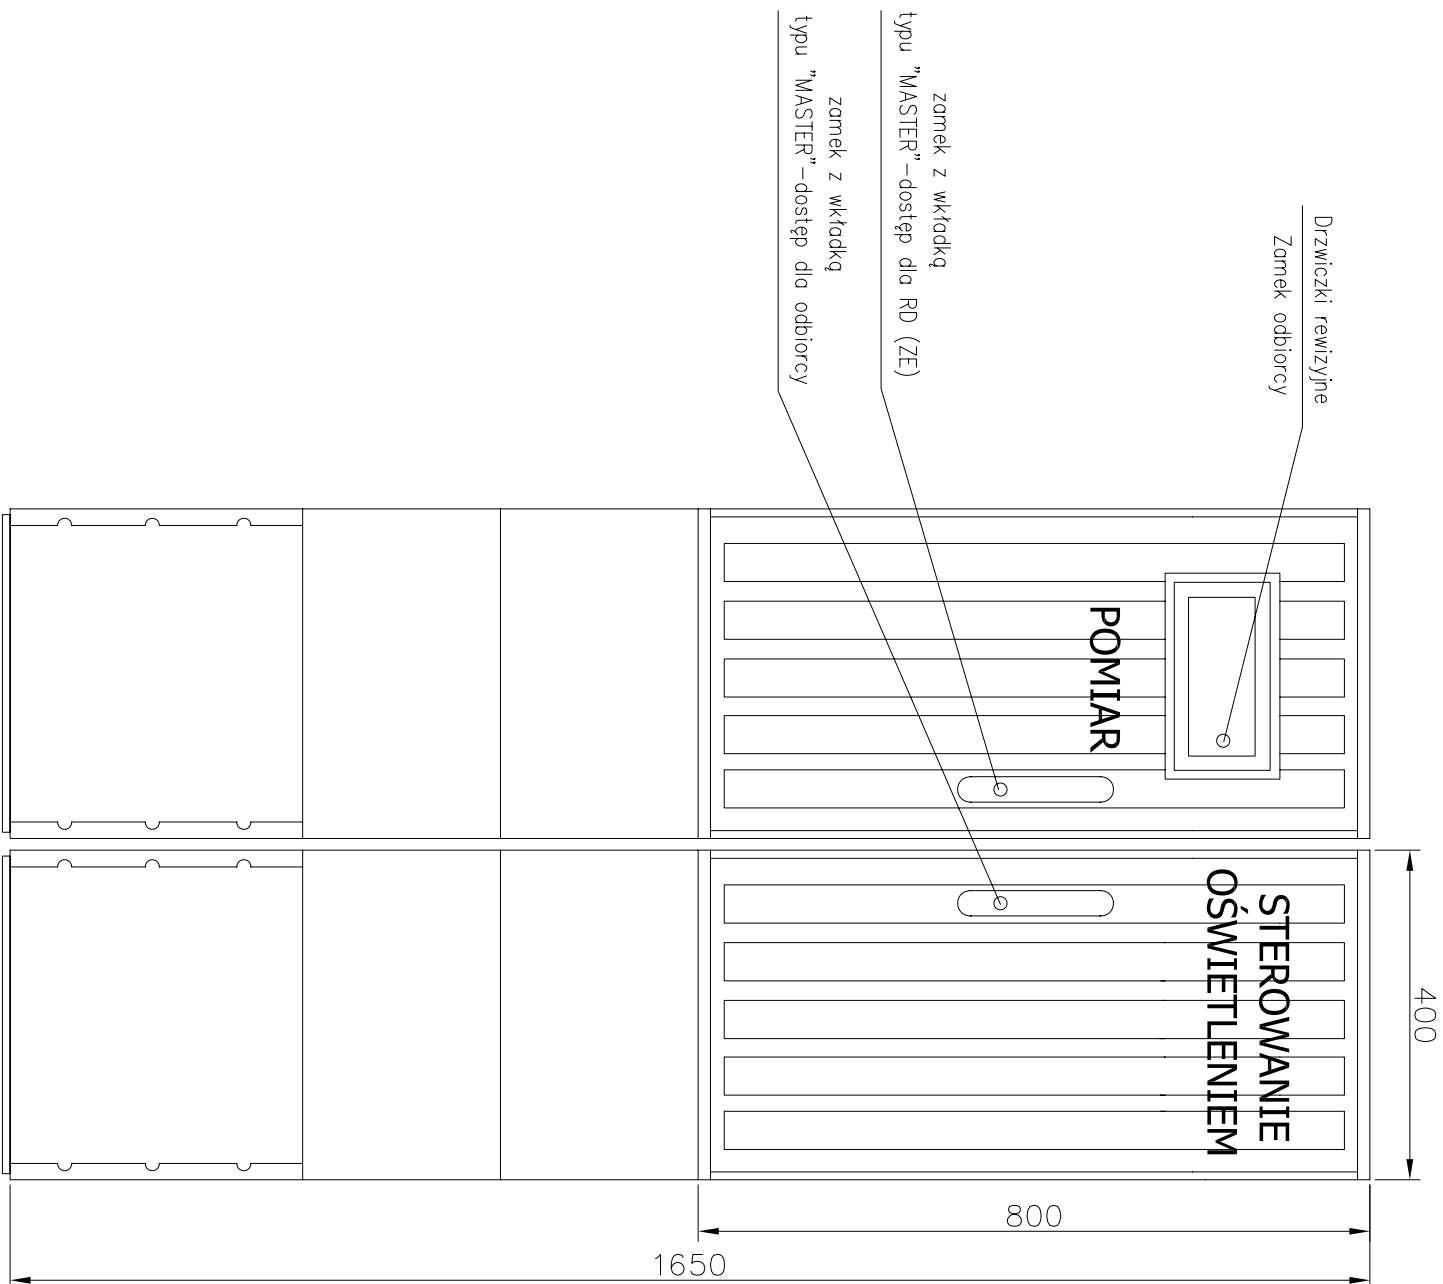 Drzwiczki rewizyjne
Zamek odbiorcy
zamek z wkładką
typu "MASTER"-dostęp dla RD (ZE)
zamek z wkładką
typu "MASTER"-dostęp dla odbiorcy
POMIAR
STEROWANIE
OŚWIETLENIEM
400
800
1650